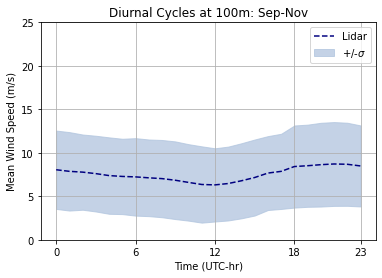 Diurnal Cycles at 100m: Sep-Nov
Mean Wind Speed (m/s)
25
20
15
10
5
0
Lidar
+/-σ
0 6 12 18 23
Time (UTC-hr)